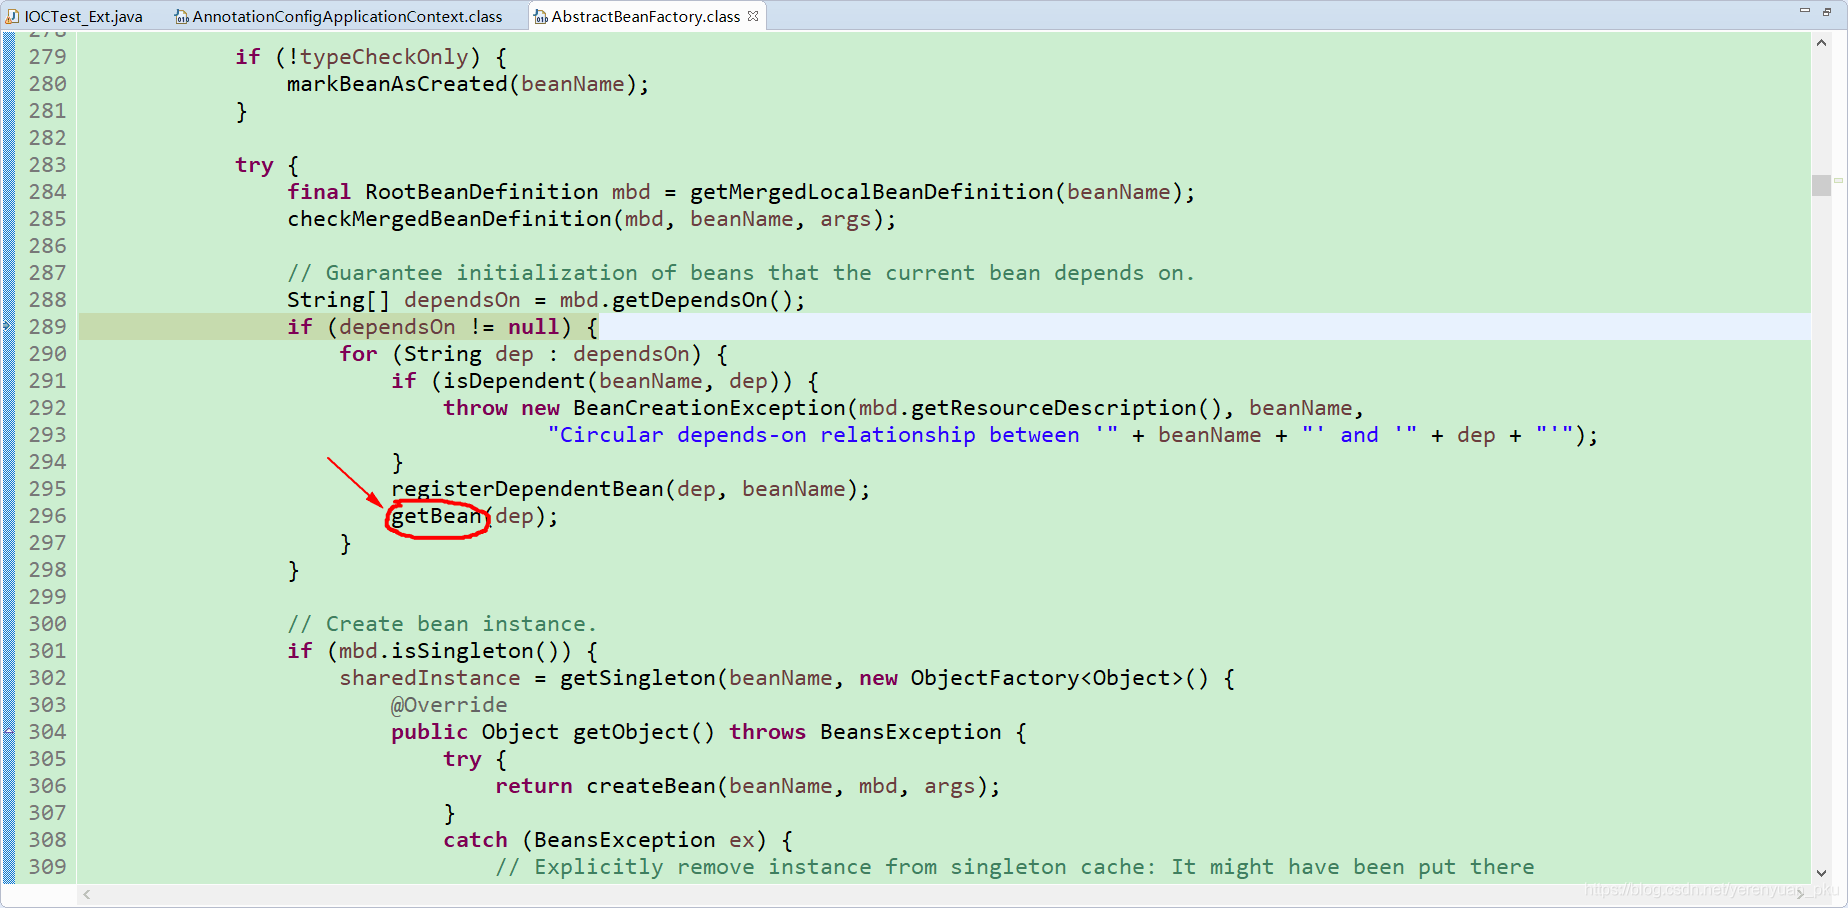 IOCTest_Ext.java AnnotationConfigApplicationContext.class AbstractBeanFactory.class
278
279 if (!typeCheckOnly) {
280 markBeanAsCreated(beanName);
281 }
282
283 try {
284 final RootBeanDefinition mbd = getMergedLocalBeanDefinition(beanName);
285 checkMergedBeanDefinition(mbd, beanName, args);
286
287 // Guarantee initialization of beans that the current bean depends on.
288 String[] dependsOn = mbd.getDependsOn();
289 if (dependsOn != null) {
290 for (String dep : dependsOn) {
291 if (isDependent(beanName, dep)) {
292 throw new BeanCreationException(mbd.getResourceDescription(), beanName,
293 "Circular depends-on relationship between '" + beanName + "' and '" + dep + "'");
294 }
295 registerDependentBean(dep, beanName);
296 getBean(dep);
297 }
298 }
299
300 // Create bean instance.
301 if (mbd.isSingleton()) {
302 sharedInstance = getSingleton(beanName, new ObjectFactory<Object>() {
303 @Override
304 public Object getObject() throws BeansException {
305 try {
306 return createBean(beanName, mbd, args);
307 }
308 catch (BeansException ex) {
309 // Explicitly remove instance from singleton cache: It might have been put there
https://blog.csdn.net/yerenyuan_pku